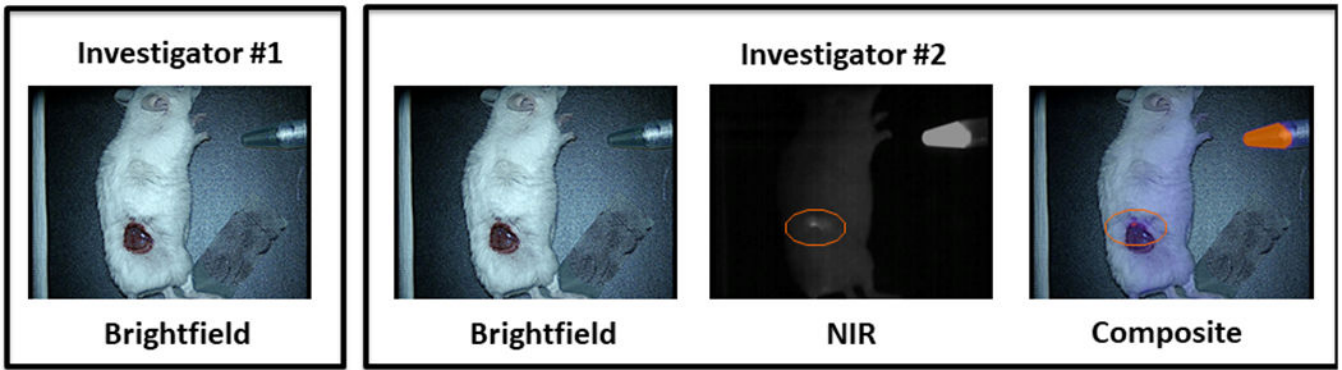 Investigator #1
Brightfield
Investigator #2
Brightfield
NIR
Composite